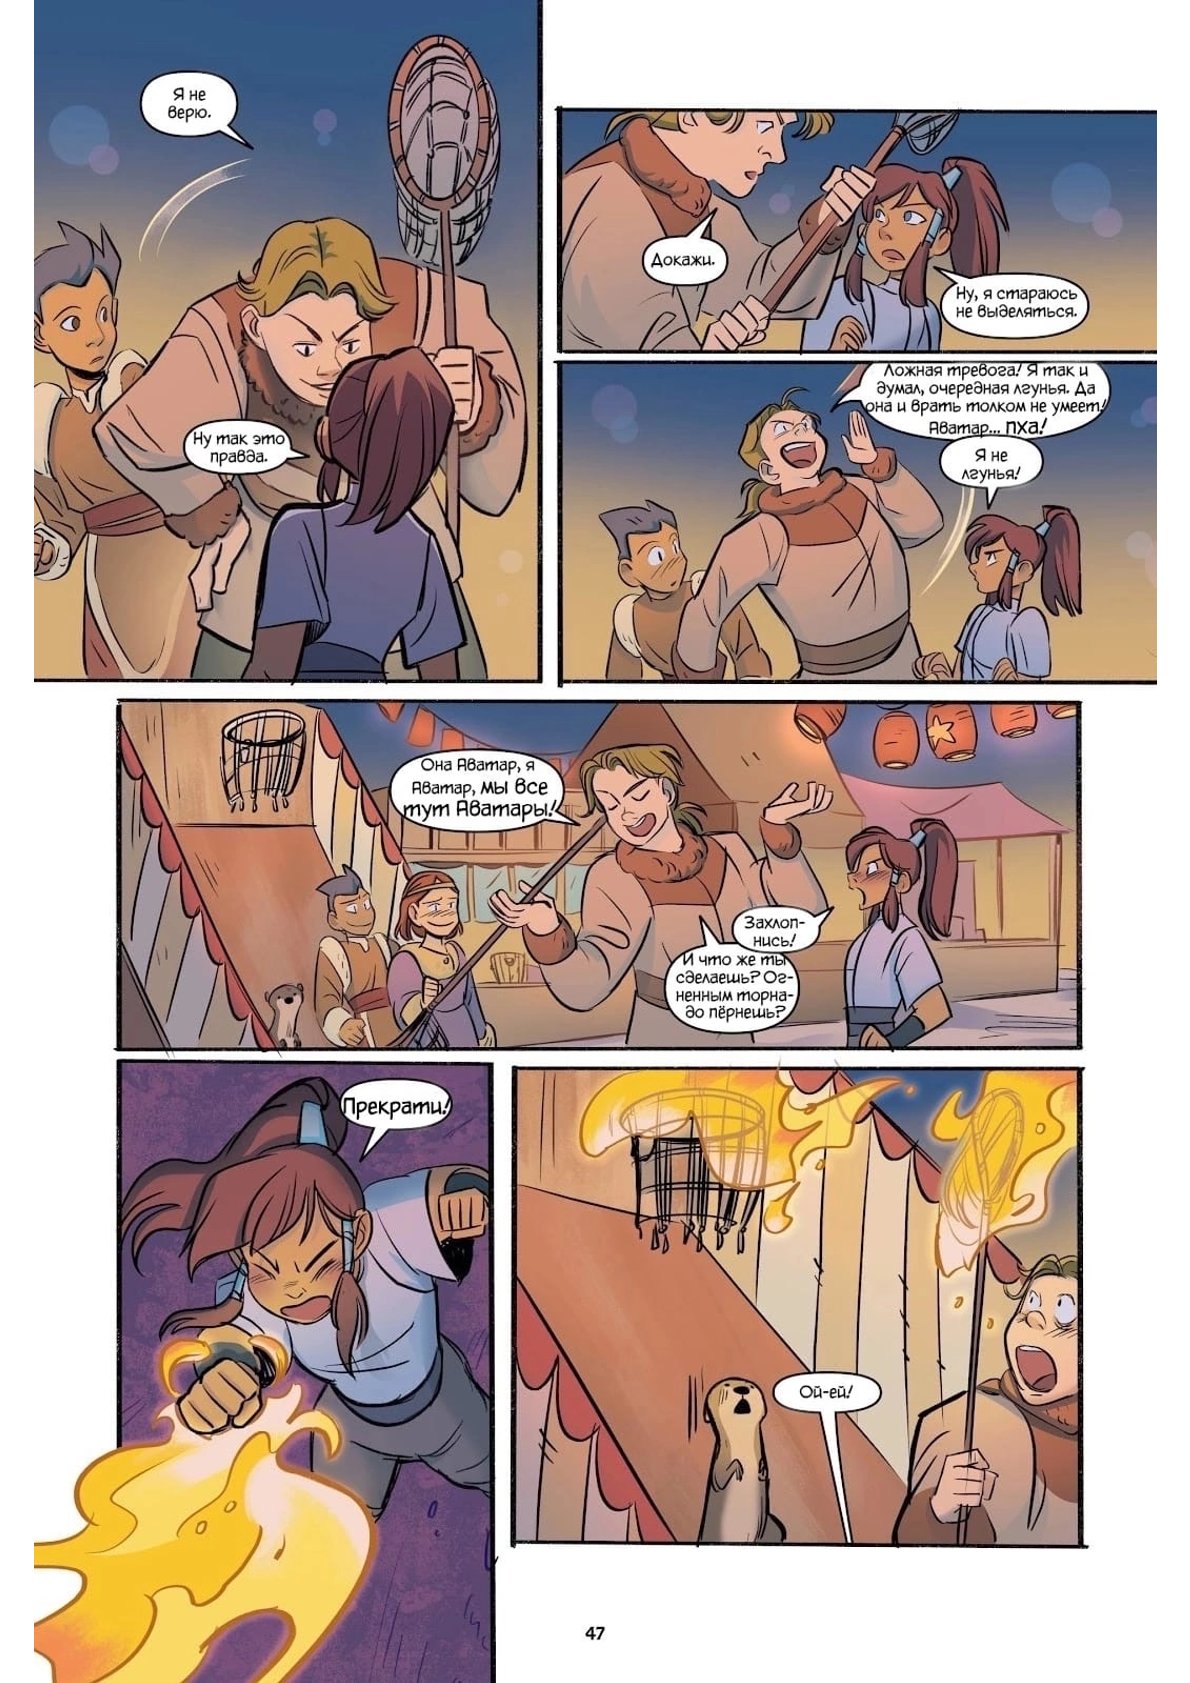 Я не
верю.
Ну так это
правда.
Докажи.
Ну, я стараюсь
не выделяться.
Ложная тревога! Я так и
думал, очередная лгунья. Да
она и врать толком не умеет!
Аватар... ПХА!
Я не
лгунья!
Она Аватар, я
Аватар, МЫ ВСЕ
ТУТ АВАТАРЫ!
Захлоп-
нись!
И что же ты
сделаешь? Ог-
ненным торна-
до пёрнешь?
Прекрати!
Ой-ей!
47